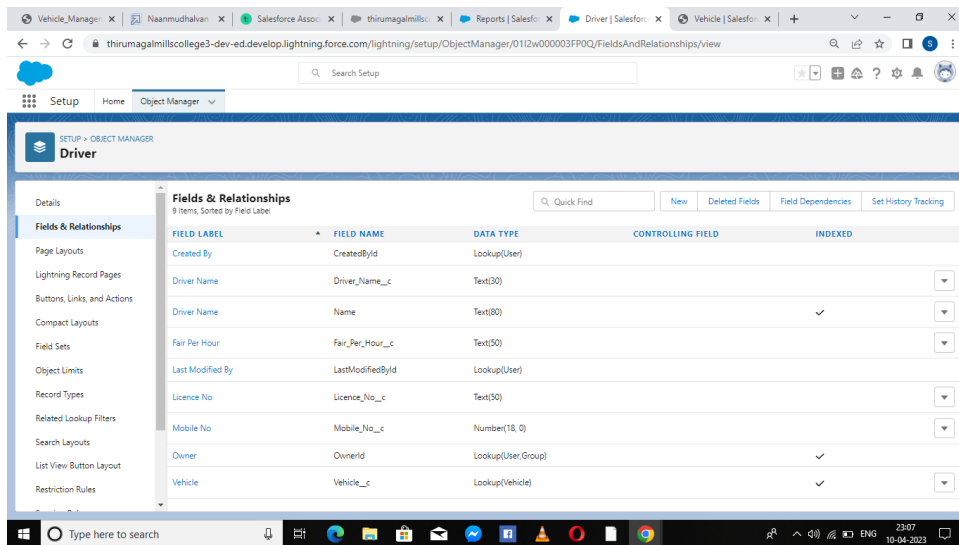 Vehicle_Manager
Naanmudhalvan
Salesforce Assoc
thirumagalmillsc
Reports | Salesfor
Driver | Salesforc
Vehicle | Salesfor
thirumagalmillscollege3-dev-ed.develop.lightning.force.com/lightning/setup/ObjectManager/01I2w000003FP0Q/FieldsAndRelationships/view
S
Search Setup
Setup
Home
Object Manager
SETUP > OBJECT MANAGER
Driver
Details
Fields & Relationships
Page Layouts
Lightning Record Pages
Buttons, Links, and Actions
Compact Layouts
Field Sets
Object Limits
Record Types
Related Lookup Filters
Search Layouts
List View Button Layout
Restriction Rules
Fields & Relationships
9 Items, Sorted by Field Label
Quick Find
New
Deleted Fields
Field Dependencies
Set History Tracking
FIELD LABEL FIELD NAME DATA TYPE CONTROLLING FIELD INDEXED
Created By CreatedById Lookup(User)
Driver Name Driver_Name__c Text(30)
Driver Name Name Text(80)
Fair Per Hour Fair_Per_Hour__c Text(50)
Last Modified By LastModifiedById Lookup(User)
Licence No Licence_No__c Text(50)
Mobile No Mobile_No__c Number(18, 0)
Owner OwnerId Lookup(User,Group)
Vehicle Vehicle__c Lookup(Vehicle)
Type here to search
ENG
23:07
10-04-2023